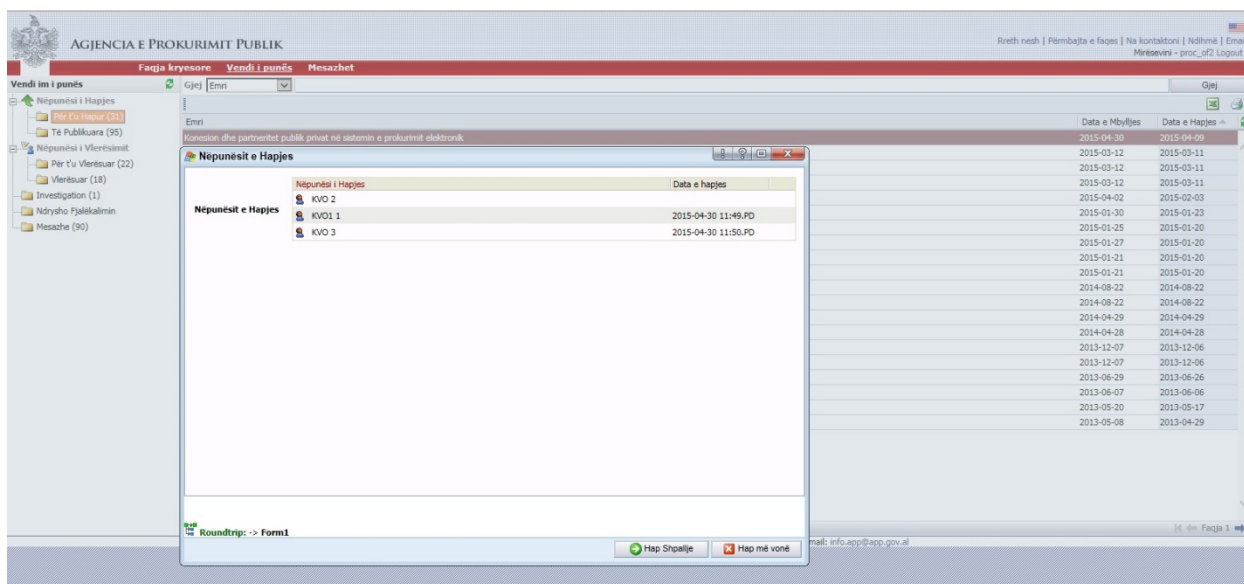 AGJENCIA E PROKURIMIT PUBLIK
Rreth nesh | Përmbajta e faqes | Na kontaktoni | Ndihmë | Emai
Mirësevini - proc_of2 Logout
Faqja kryesore Vendi i punës Mesazhet
Vendi im i punës
Gjej Emri
Gjej
Nëpunësi i Hapjes
Për t'u Hapur (31)
Të Publikuara (95)
Nëpunësi i Vlerësimit
Për t'u Vlerësuar (22)
Vlerësuar (18)
Investigation (1)
Ndrysho Fjalëkalimin
Mesazhe (90)
Emri Data e Mbylljes Data e Hapjes
Konesion dhe partneritet publik privat në sistemin e prokurimit elektronik 2015-04-30 2015-04-09
2015-03-12 2015-03-11
2015-03-12 2015-03-11
2015-03-12 2015-03-11
2015-04-02 2015-02-03
2015-01-30 2015-01-23
2015-01-25 2015-01-20
2015-01-27 2015-01-20
2015-01-21 2015-01-20
2015-01-21 2015-01-20
2014-08-22 2014-08-22
2014-08-22 2014-08-22
2014-04-29 2014-04-29
2014-04-28 2014-04-28
2013-12-07 2013-12-06
2013-12-07 2013-12-06
2013-06-29 2013-06-26
2013-06-07 2013-06-06
2013-05-20 2013-05-17
2013-05-08 2013-04-29
Faqja 1
Nëpunësit e Hapjes
Nëpunësi i Hapjes Data e hapjes
Nëpunësit e Hapjes
KVO 2
KVO1 1 2015-04-30 11:49.PD
KVO 3 2015-04-30 11:50.PD
Roundtrip: -> Form1
Hap Shpallje Hap më vonë
mail: info.app@app.gov.al